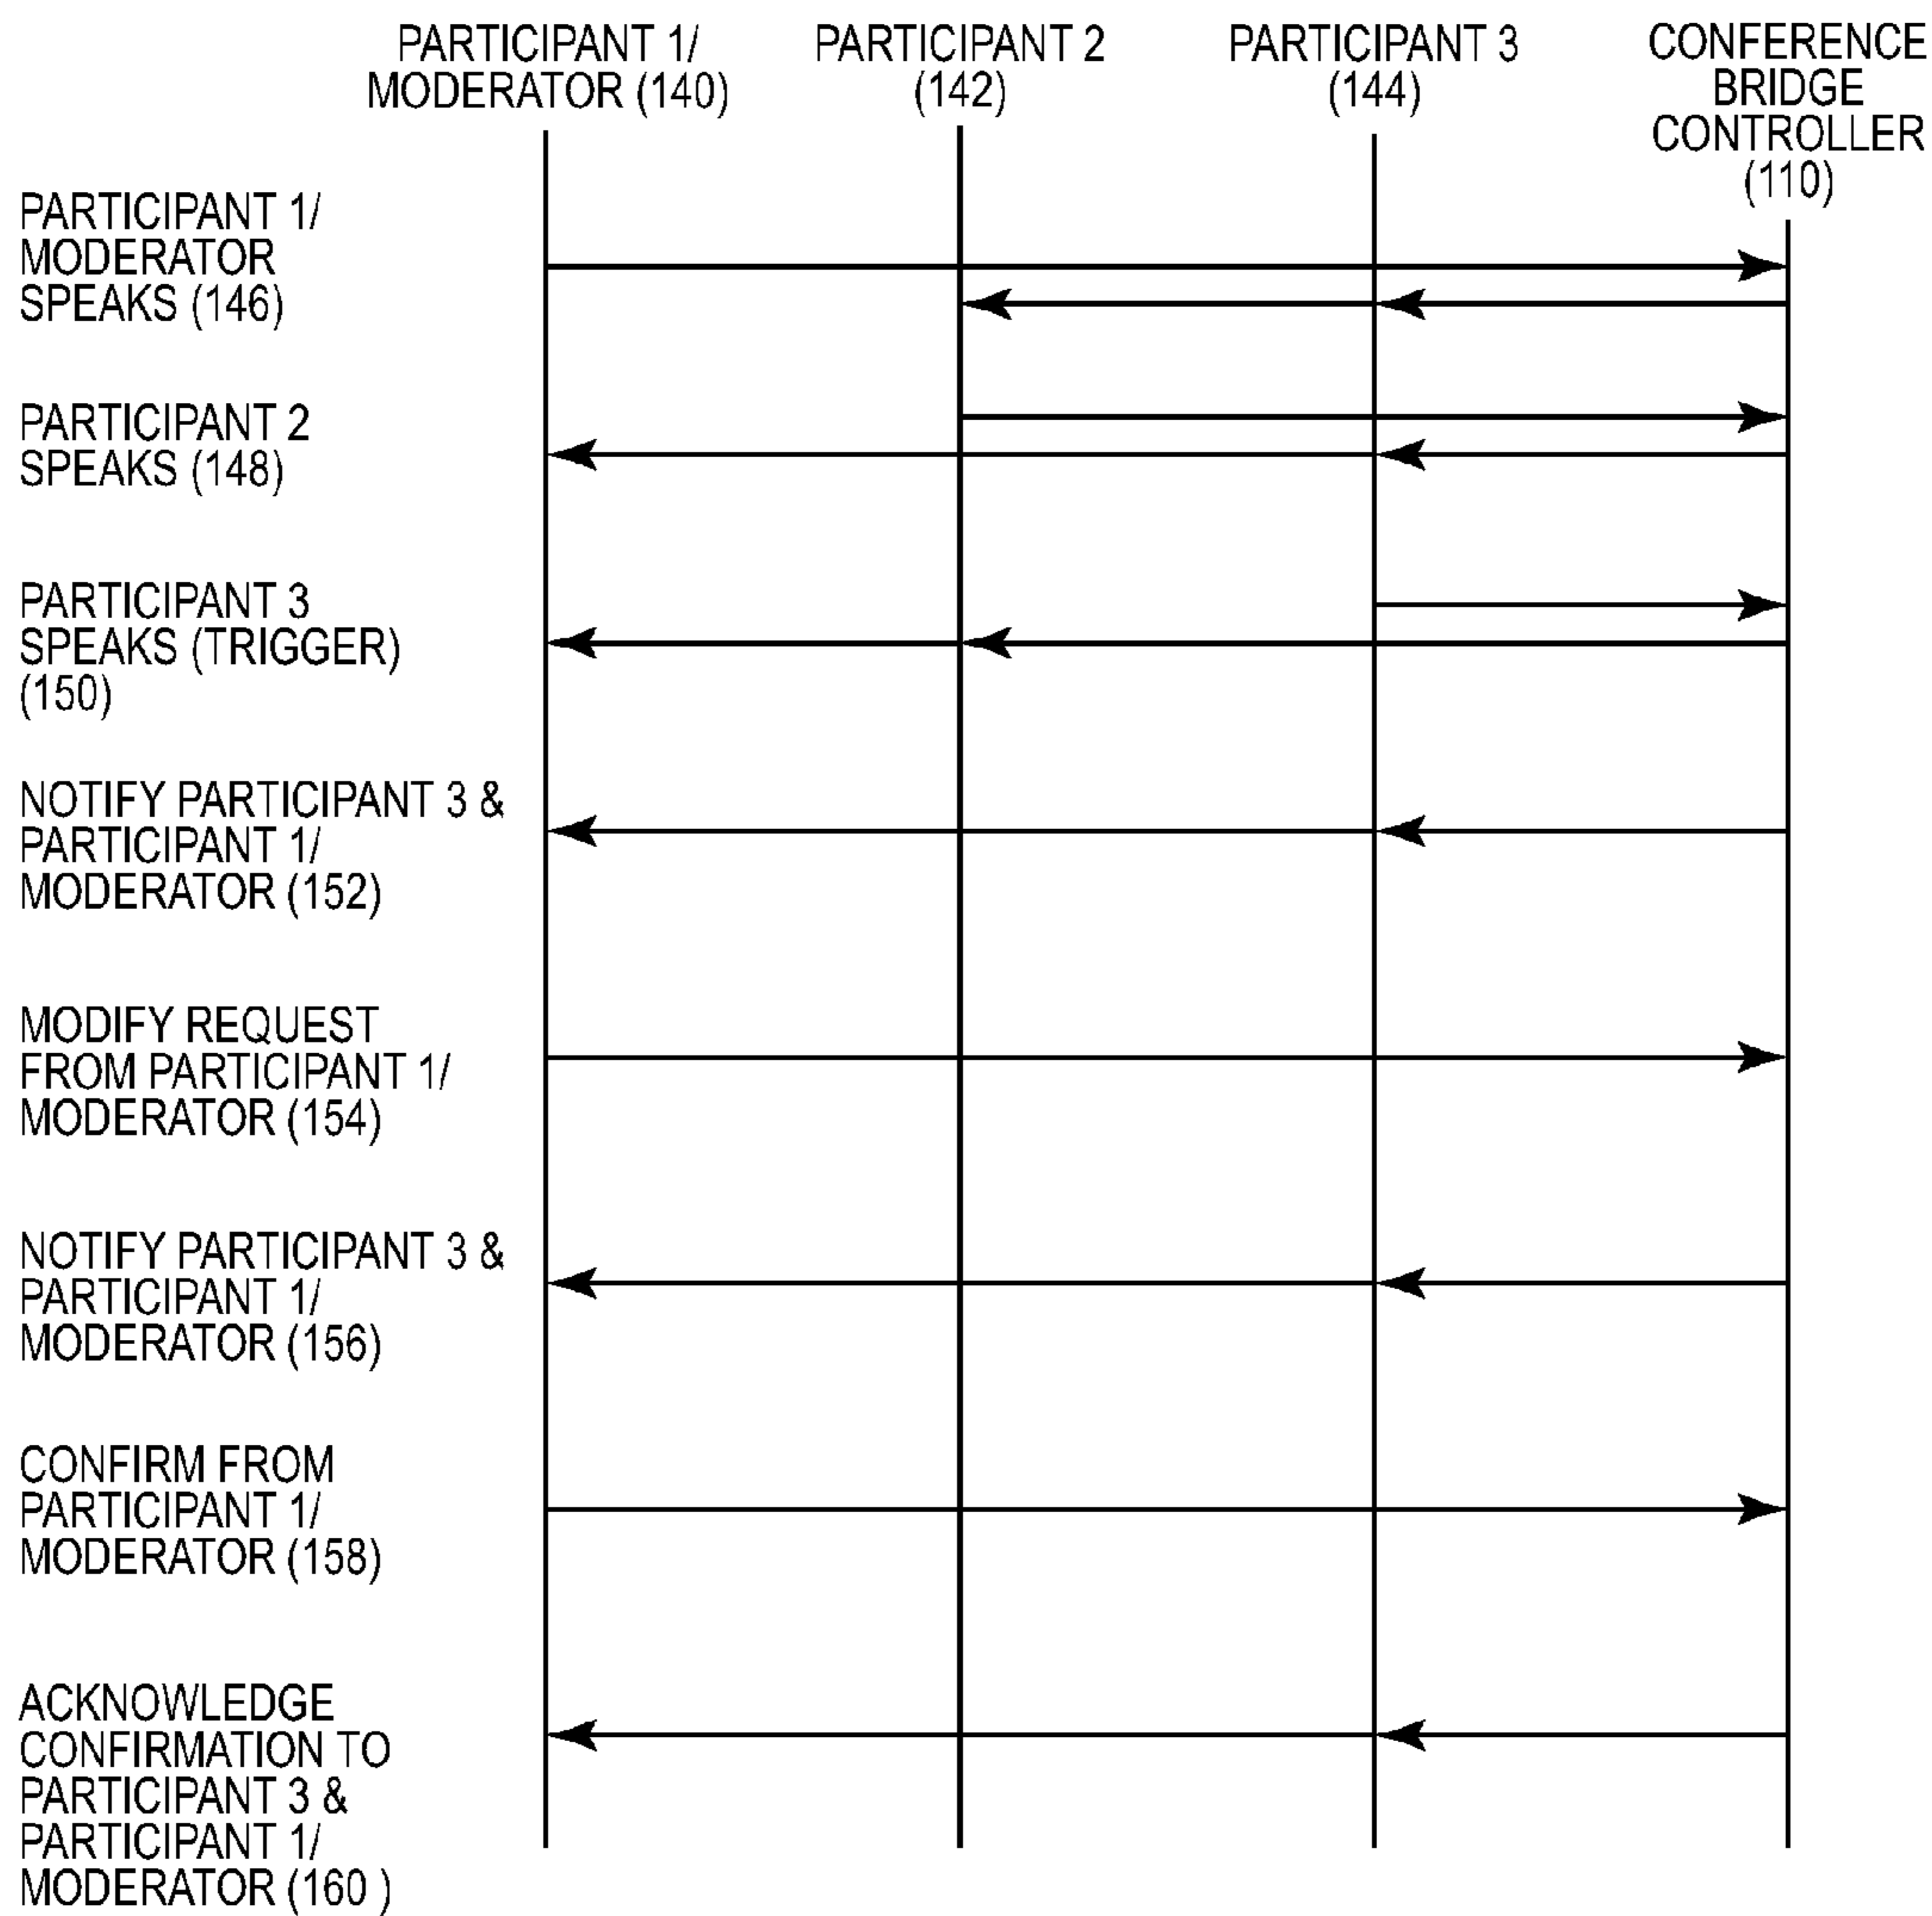 PARTICIPANT 1/
MODERATOR (140)
PARTICIPANT 2
(142)
PARTICIPANT 3
(144)
CONFERENCE
BRIDGE
CONTROLLER
(110)
PARTICIPANT 1/
MODERATOR
SPEAKS (146)
PARTICIPANT 2
SPEAKS (148)
PARTICIPANT 3
SPEAKS (TRIGGER)
(150)
NOTIFY PARTICIPANT 3 &
PARTICIPANT 1/
MODERATOR (152)
MODIFY REQUEST
FROM PARTICIPANT 1/
MODERATOR (154)
NOTIFY PARTICIPANT 3 &
PARTICIPANT 1/
MODERATOR (156)
CONFIRM FROM
PARTICIPANT 1/
MODERATOR (158)
ACKNOWLEDGE
CONFIRMATION TO
PARTICIPANT 3 &
PARTICIPANT 1/
MODERATOR (160 )